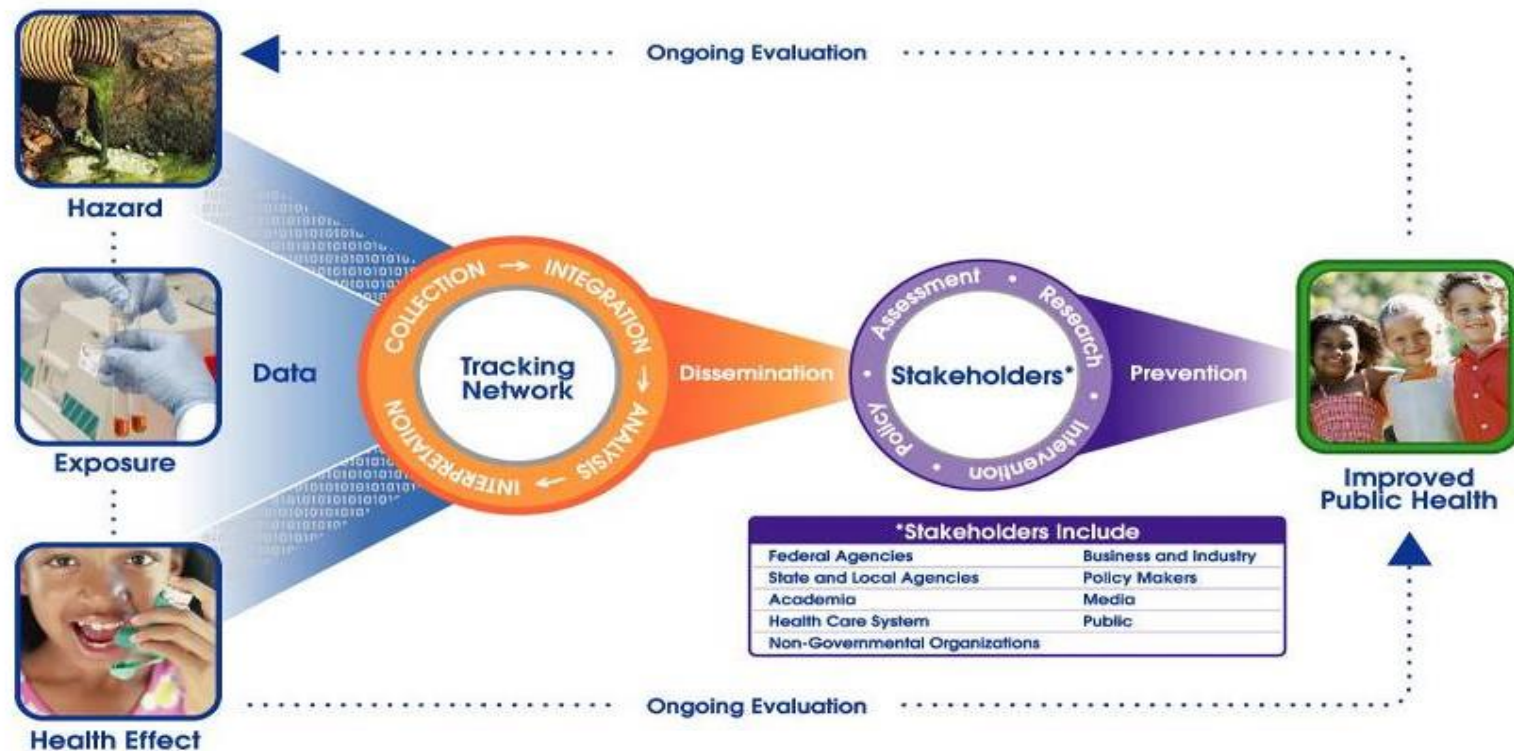 Ongoing Evaluation
Hazard
Exposure
Health Effect
Data
COLLECTION → INTEGRATION → ANALYSIS → INTERPRETATION
Tracking
Network
Dissemination
Assessment • Research • Intervention • Policy •
Stakeholders*
Prevention
Improved
Public Health
*Stakeholders Include
Federal Agencies
Business and Industry
State and Local Agencies
Policy Makers
Academia
Media
Health Care System
Public
Non-Governmental Organizations
Ongoing Evaluation